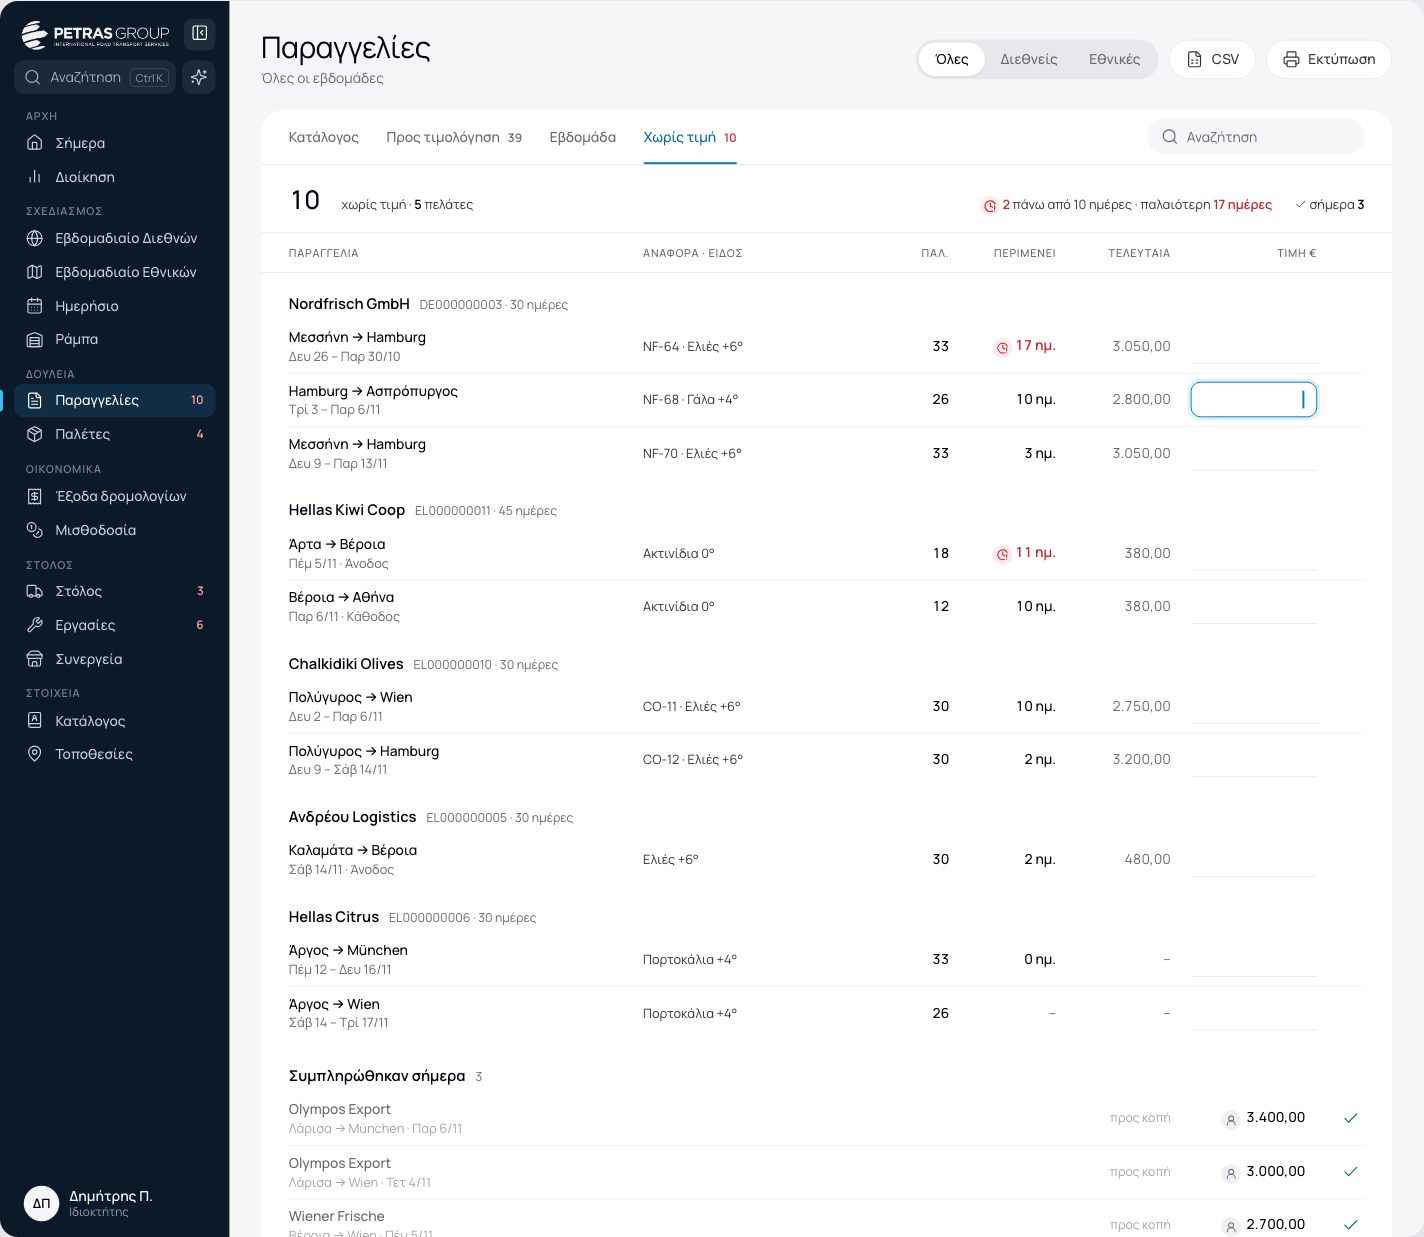 PETRAS GROUP
INTERNATIONAL ROAD TRANSPORT SERVICES
Αναζήτηση Ctrl K
ΑΡΧΗ
Σήμερα
Διοίκηση
ΣΧΕΔΙΑΣΜΟΣ
Εβδομαδιαίο Διεθνών
Εβδομαδιαίο Εθνικών
Ημερήσιο
Ράμπα
ΔΟΥΛΕΙΑ
Παραγγελίες 10
Παλέτες 4
ΟΙΚΟΝΟΜΙΚΑ
Έξοδα δρομολογίων
Μισθοδοσία
ΣΤΟΛΟΣ
Στόλος 3
Εργασίες 6
Συνεργεία
ΣΤΟΙΧΕΙΑ
Κατάλογος
Τοποθεσίες
ΔΠ
Δημήτρης Π.
Ιδιοκτήτης
Παραγγελίες
Όλες οι εβδομάδες
Όλες Διεθνείς Εθνικές CSV Εκτύπωση
Κατάλογος Προς τιμολόγηση 39 Εβδομάδα Χωρίς τιμή 10 Αναζήτηση
10 χωρίς τιμή · 5 πελάτες 2 πάνω από 10 ημέρες · παλαιότερη 17 ημέρες σήμερα 3
ΠΑΡΑΓΓΕΛΙΑ ΑΝΑΦΟΡΑ · ΕΙΔΟΣ ΠΑΛ. ΠΕΡΙΜΕΝΕΙ ΤΕΛΕΥΤΑΙΑ ΤΙΜΗ €
Nordfrisch GmbH DE000000003 · 30 ημέρες
Μεσσήνη → Hamburg NF-64 · Ελιές +6° 33 17 ημ. 3.050,00
Δευ 26 – Παρ 30/10
Hamburg → Ασπρόπυργος NF-68 · Γάλα +4° 26 10 ημ. 2.800,00
Τρί 3 – Παρ 6/11
Μεσσήνη → Hamburg NF-70 · Ελιές +6° 33 3 ημ. 3.050,00
Δευ 9 – Παρ 13/11
Hellas Kiwi Coop EL000000011 · 45 ημέρες
Άρτα → Βέροια Ακτινίδια 0° 18 11 ημ. 380,00
Πέμ 5/11 · Άνοδος
Βέροια → Αθήνα Ακτινίδια 0° 12 10 ημ. 380,00
Παρ 6/11 · Κάθοδος
Chalkidiki Olives EL000000010 · 30 ημέρες
Πολύγυρος → Wien CO-11 · Ελιές +6° 30 10 ημ. 2.750,00
Δευ 2 – Παρ 6/11
Πολύγυρος → Hamburg CO-12 · Ελιές +6° 30 2 ημ. 3.200,00
Δευ 9 – Σάβ 14/11
Ανδρέου Logistics EL000000005 · 30 ημέρες
Καλαμάτα → Βέροια Ελιές +6° 30 2 ημ. 480,00
Σάβ 14/11 · Άνοδος
Hellas Citrus EL000000006 · 30 ημέρες
Άργος → München Πορτοκάλια +4° 33 0 ημ. –
Πέμ 12 – Δευ 16/11
Άργος → Wien Πορτοκάλια +4° 26 – –
Σάβ 14 – Τρί 17/11
Συμπληρώθηκαν σήμερα 3
Olympos Export προς κοπή 3.400,00
Λάρισα → München · Παρ 6/11
Olympos Export προς κοπή 3.000,00
Λάρισα → Wien · Τετ 4/11
Wiener Frische προς κοπή 2.700,00
Βέροια → Wien · Πέμ 5/11